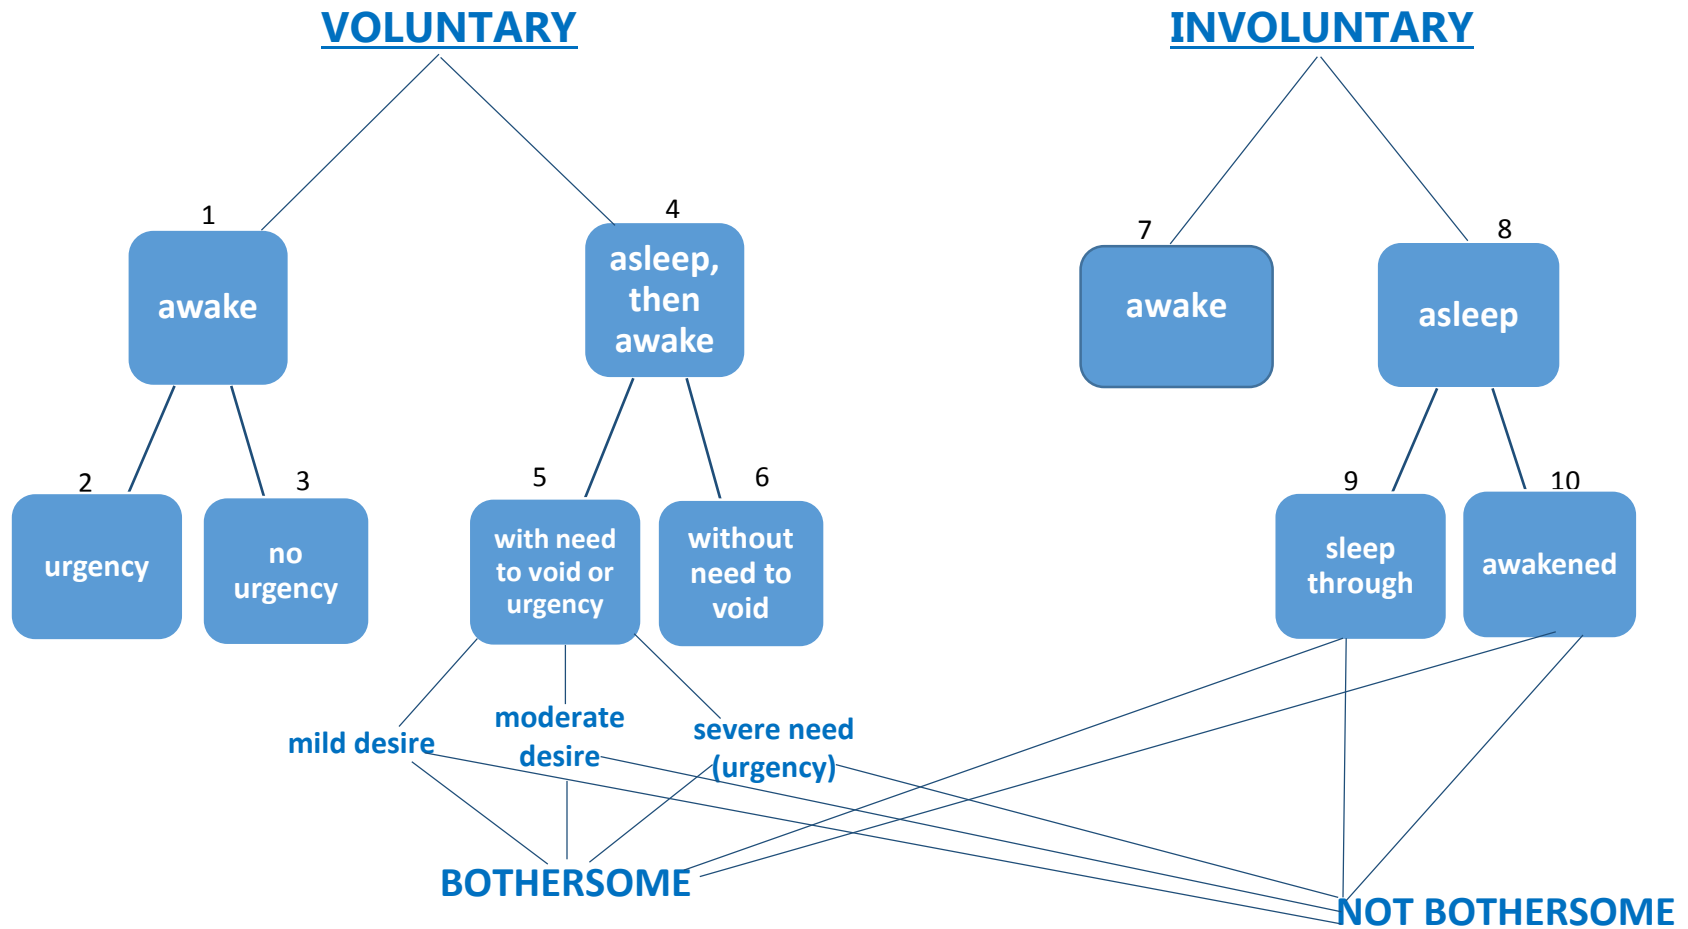 VOLUNTARY
INVOLUNTARY
1
awake
4
asleep,
then
awake
7
awake
8
asleep
2
urgency
3
no
urgency
5
with need
to void or
urgency
6
without
need to
void
9
sleep
through
10
awakened
mild desire
moderate
desire
severe need
(urgency)
BOTHERSOME
NOT BOTHERSOME